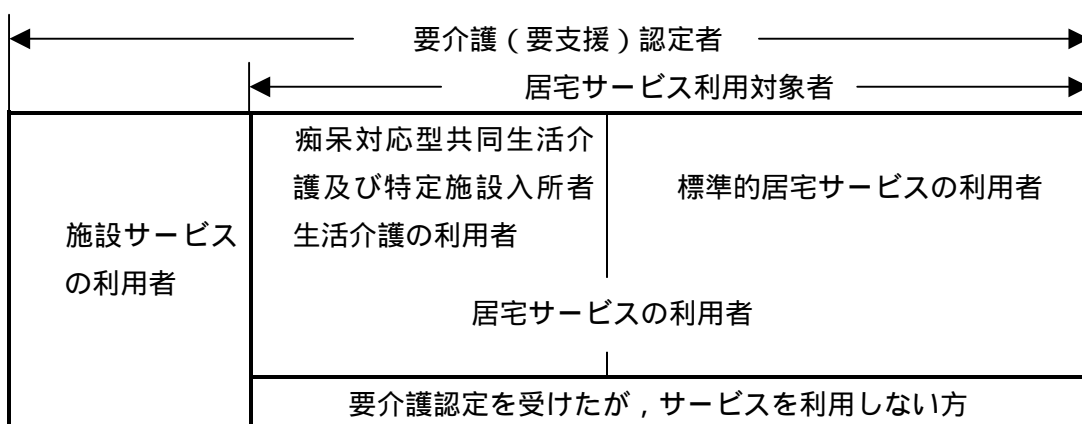 要介護（要支援）認定者
居宅サービス利用対象者
痴呆対応型共同生活介
護及び特定施設入所者
生活介護の利用者
標準的居宅サービスの利用者
施設サービス
の利用者
居宅サービスの利用者
要介護認定を受けたが，サービスを利用しない方